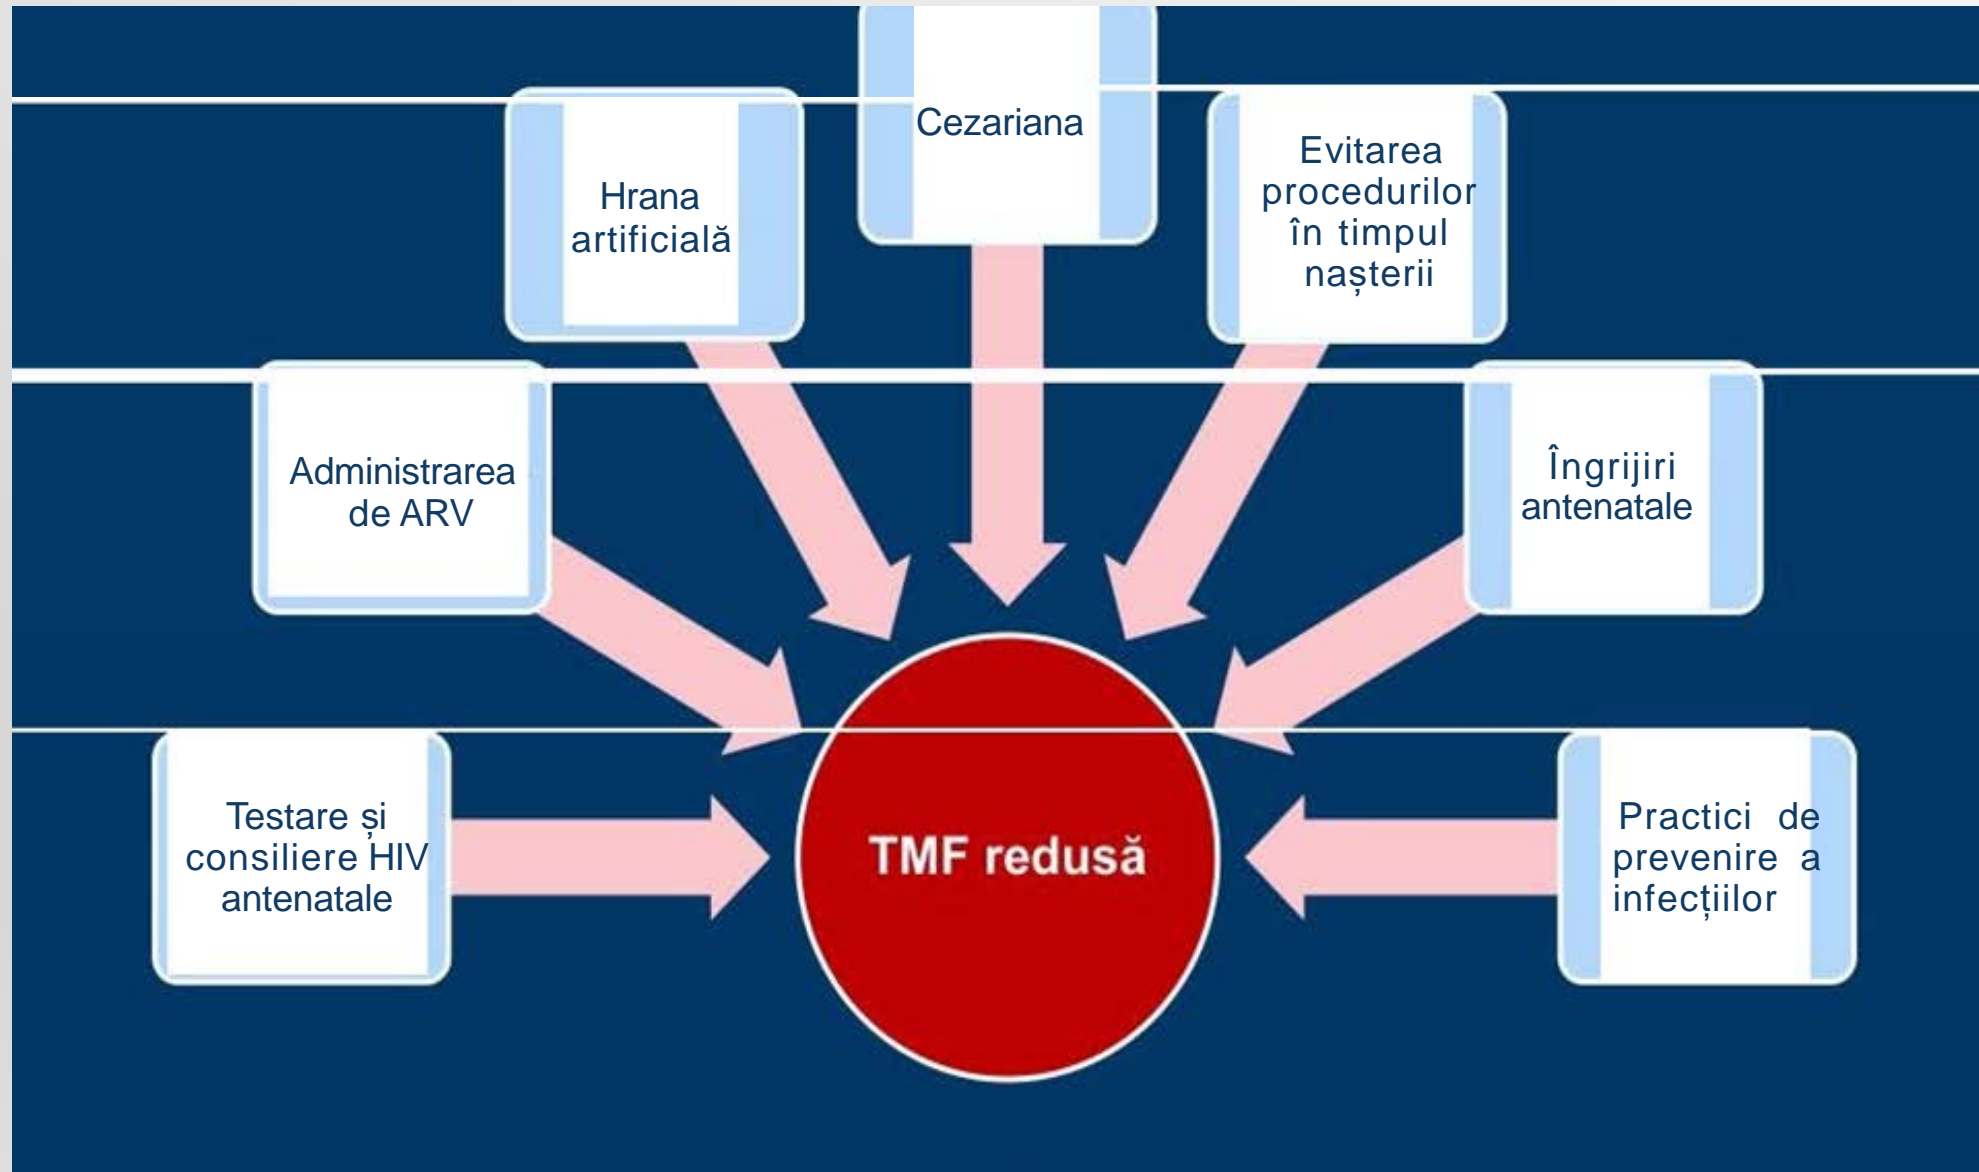 Cezariana
Hrana
artificială
Evitarea
procedurilor
în timpul
nașterii
Administrarea
de ARV
Îngrijiri
antenatale
Testare și
consiliere HIV
antenatale
TMF redusă
Practici de
prevenire a
infecțiilor